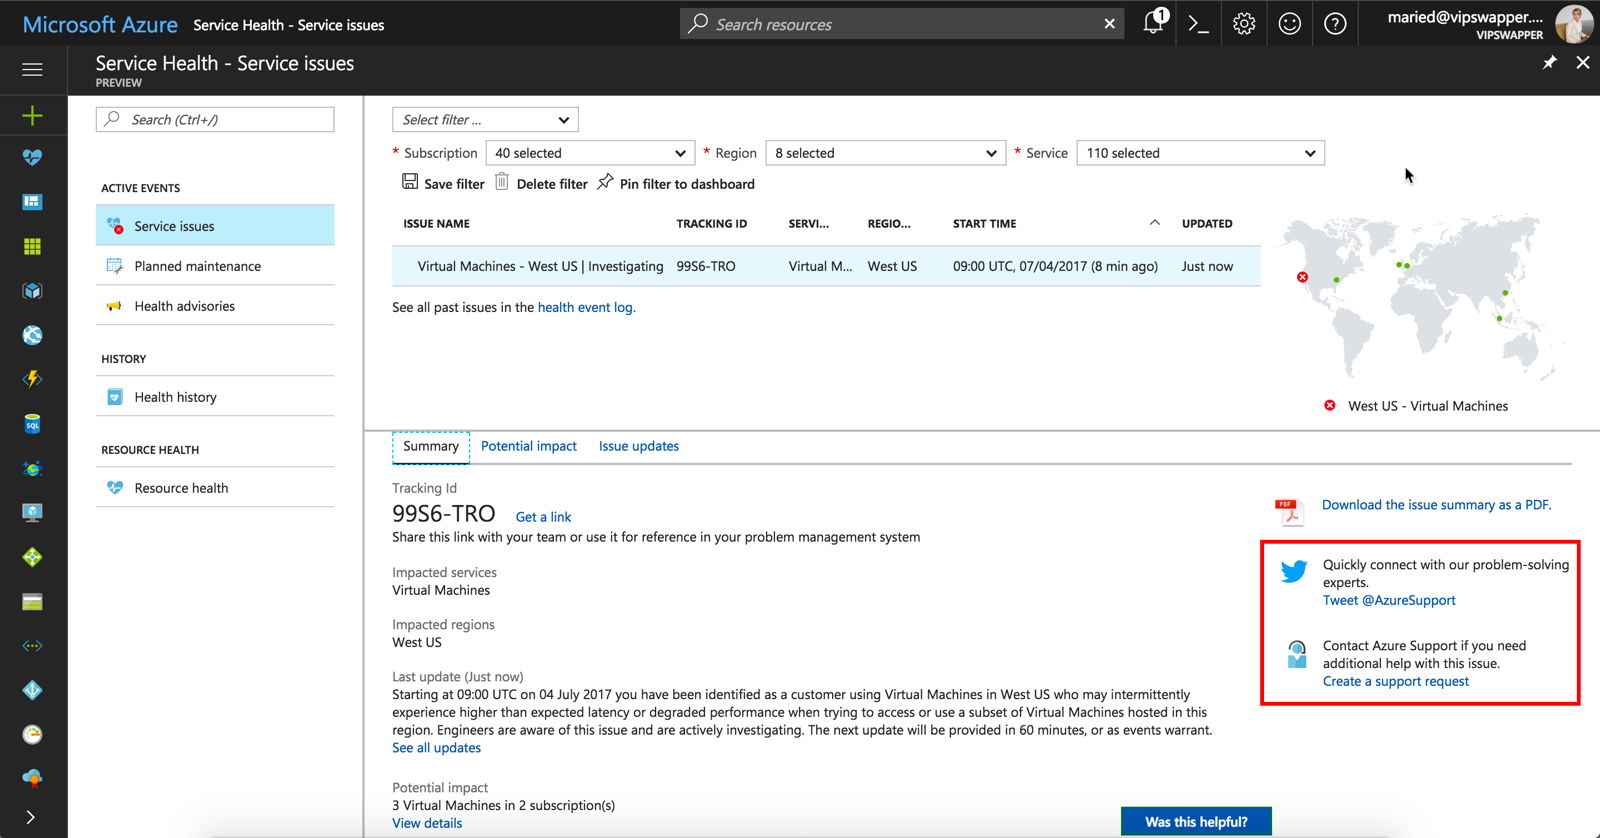 Microsoft Azure
Service Health - Service issues
Search resources
1
maried@vipswapper....
VIPSWAPPER
Service Health - Service issues
PREVIEW
Search (Ctrl+/)
ACTIVE EVENTS
Service issues
Planned maintenance
Health advisories
HISTORY
Health history
RESOURCE HEALTH
Resource health
SQL
Select filter ...
* Subscription 40 selected
* Region 8 selected
* Service 110 selected
Save filter
Delete filter
Pin filter to dashboard
ISSUE NAME TRACKING ID SERVI... REGIO... START TIME UPDATED
Virtual Machines - West US | Investigating 99S6-TRO Virtual M... West US 09:00 UTC, 07/04/2017 (8 min ago) Just now
See all past issues in the health event log.
West US - Virtual Machines
Summary Potential impact Issue updates
Tracking Id
99S6-TRO Get a link
Share this link with your team or use it for reference in your problem management system
Impacted services
Virtual Machines
Impacted regions
West US
Last update (Just now)
Starting at 09:00 UTC on 04 July 2017 you have been identified as a customer using Virtual Machines in West US who may intermittently
experience higher than expected latency or degraded performance when trying to access or use a subset of Virtual Machines hosted in this
region. Engineers are aware of this issue and are actively investigating. The next update will be provided in 60 minutes, or as events warrant.
See all updates
Potential impact
3 Virtual Machines in 2 subscription(s)
View details
PDF
Download the issue summary as a PDF.
Quickly connect with our problem-solving
experts.
Tweet @AzureSupport
Contact Azure Support if you need
additional help with this issue.
Create a support request
Was this helpful?